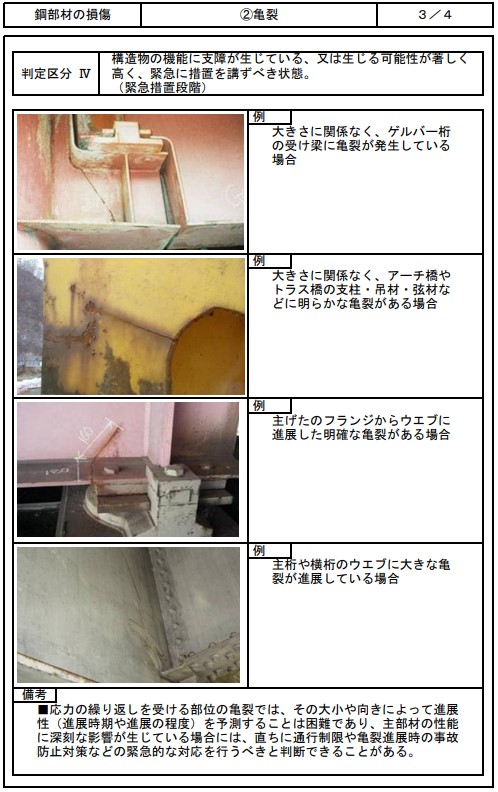 鋼部材の損傷
②亀裂
3／4
判定区分 Ⅳ
構造物の機能に支障が生じている、又は生じる可能性が著しく
高く、緊急に措置を講ずべき状態。
（緊急措置段階）
例
大きさに関係なく、ゲルバー桁
の受け梁に亀裂が発生している
場合
例
大きさに関係なく、アーチ橋や
トラス橋の支柱・吊材・弦材な
どに明らかな亀裂がある場合
160
例
主げたのフランジからウエブに
進展した明確な亀裂がある場合
例
主桁や横桁のウエブに大きな亀
裂が進展している場合
備考
■応力の繰り返しを受ける部位の亀裂では、その大小や向きによって進展
性（進展時期や進展の程度）を予測することは困難であり、主部材の性能
に深刻な影響が生じている場合には、直ちに通行制限や亀裂進展時の事故
防止対策などの緊急的な対応を行うべきと判断できることがある。